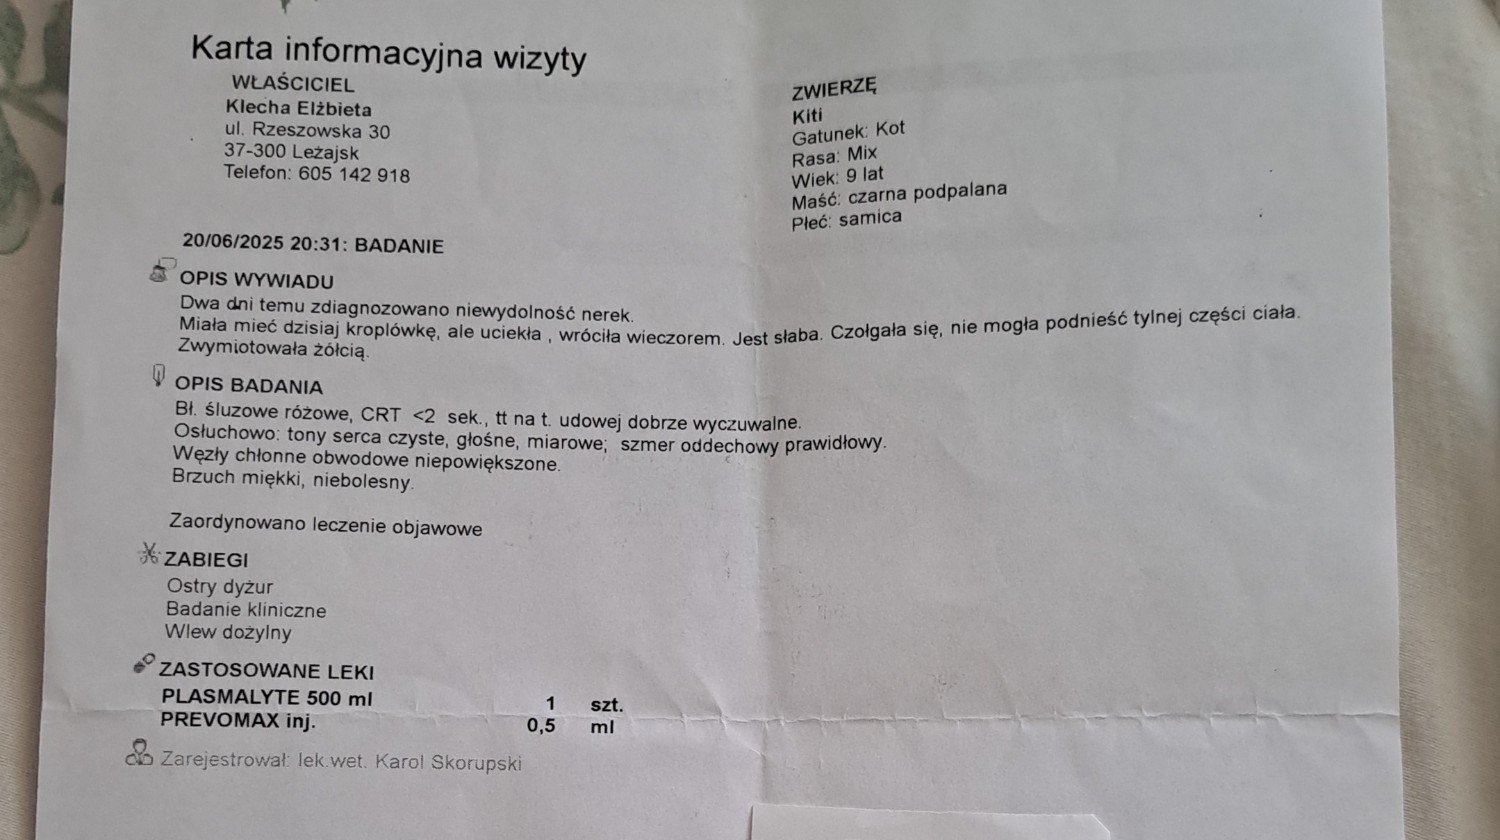 Karta informacyjna wizyty
WŁAŚCICIEL
Klecha Elżbieta
ul. Rzeszowska 30
37-300 Leżajsk
Telefon: 605 142 918
ZWIERZĘ
Kiti
Gatunek: Kot
Rasa: Mix
Wiek: 9 lat
Maść: czarna podpalana
Płeć: samica
20/06/2025 20:31: BADANIE
OPIS WYWIADU
Dwa dni temu zdiagnozowano niewydolność nerek.
Miała mieć dzisiaj kroplówkę, ale uciekła , wróciła wieczorem. Jest słaba. Czołgała się, nie mogła podnieść tylnej części ciała.
Zwymiotowała żółcią.
OPIS BADANIA
Bł. śluzowe różowe, CRT <2 sek., tt na t. udowej dobrze wyczuwalne.
Osłuchowo: tony serca czyste, głośne, miarowe; szmer oddechowy prawidłowy.
Węzły chłonne obwodowe niepowiększone.
Brzuch miękki, niebolesny.
Zaordynowano leczenie objawowe
ZABIEGI
Ostry dyżur
Badanie kliniczne
Wlew dożylny
ZASTOSOWANE LEKI
PLASMALYTE 500 ml 1 szt.
PREVOMAX inj. 0,5 ml
Zarejestrował: lek.wet. Karol Skorupski